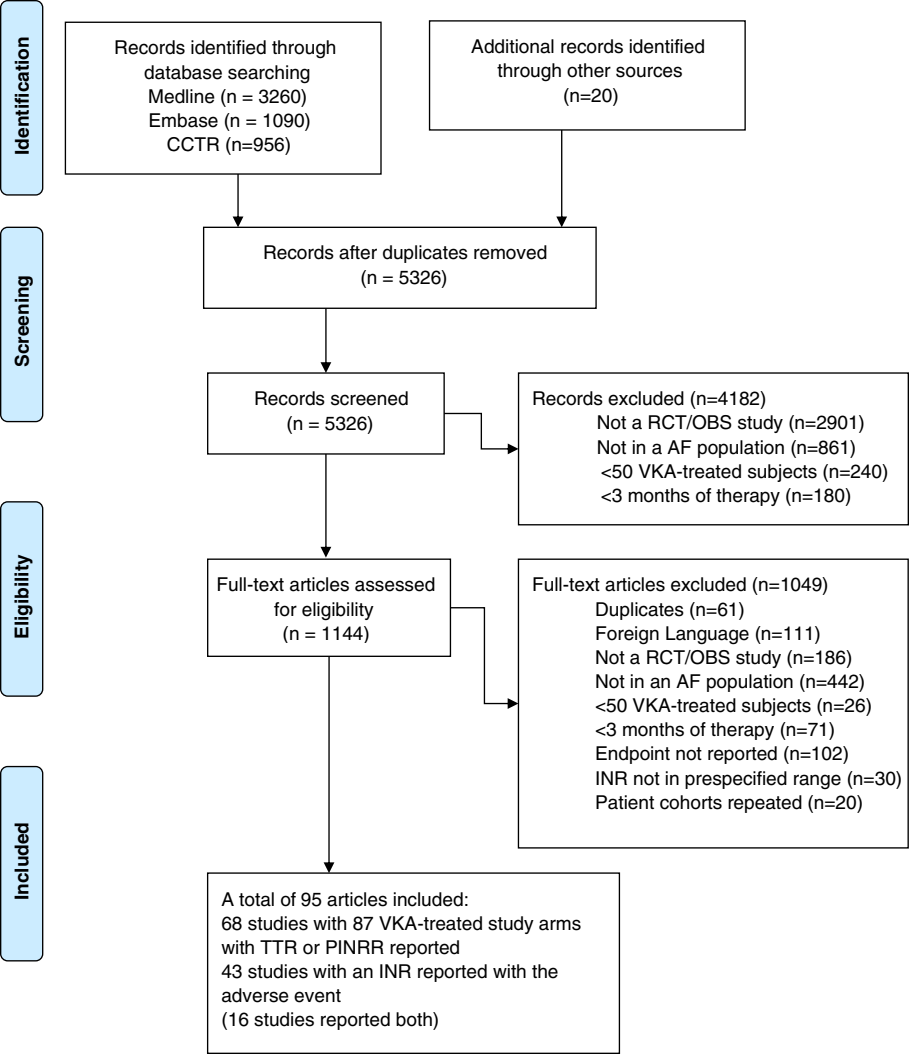 Identification
Records identified through
database searching
Medline (n = 3260)
Embase (n = 1090)
CCTR (n=956)
Additional records identified
through other sources
(n=20)
Screening
Records after duplicates removed
(n = 5326)
Records screened
(n = 5326)
Records excluded (n=4182)
Not a RCT/OBS study (n=2901)
Not in a AF population (n=861)
<50 VKA-treated subjects (n=240)
<3 months of therapy (n=180)
Eligibility
Full-text articles assessed
for eligibility
(n = 1144)
Full-text articles excluded (n=1049)
Duplicates (n=61)
Foreign Language (n=111)
Not a RCT/OBS study (n=186)
Not in an AF population (n=442)
<50 VKA-treated subjects (n=26)
<3 months of therapy (n=71)
Endpoint not reported (n=102)
INR not in prespecified range (n=30)
Patient cohorts repeated (n=20)
Included
A total of 95 articles included:
68 studies with 87 VKA-treated study arms
with TTR or PINRR reported
43 studies with an INR reported with the
adverse event
(16 studies reported both)